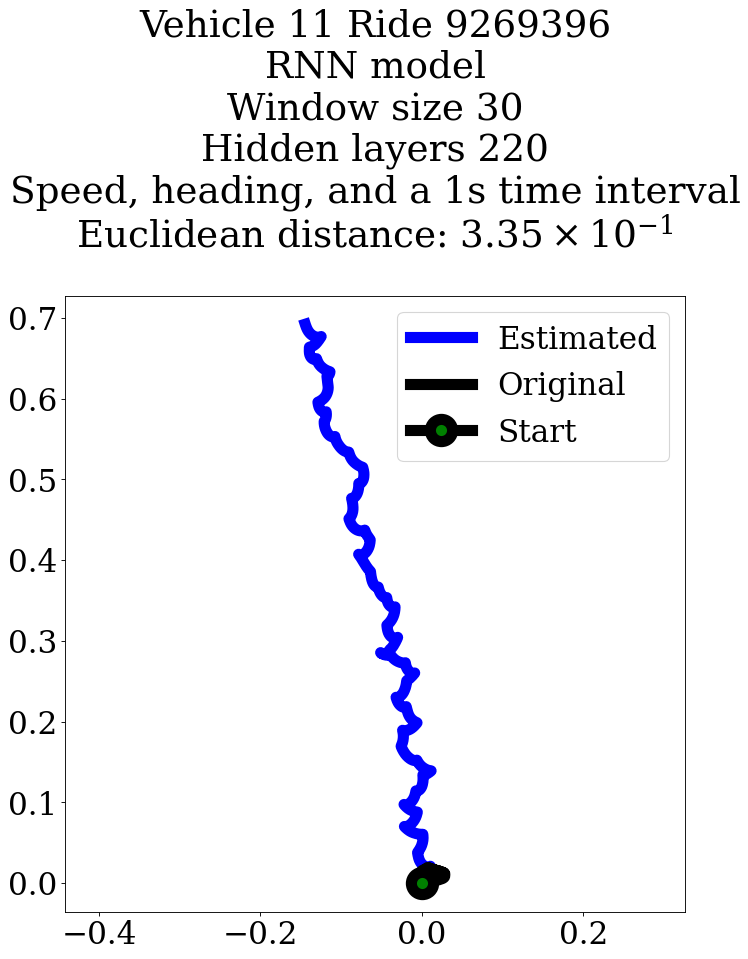 Vehicle 11 Ride 9269396
RNN model
Window size 30
Hidden layers 220
Speed, heading, and a 1s time interval
Euclidean distance: 3.35 × 10⁻¹
Estimated
Original
Start
0.7
0.6
0.5
0.4
0.3
0.2
0.1
0.0
−0.4 −0.2 0.0 0.2